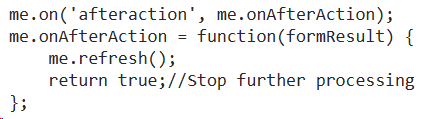 me.on('afteraction', me.onAfterAction);
me.onAfterAction = function(formResult) {
    me.refresh();
    return true;//Stop further processing
};